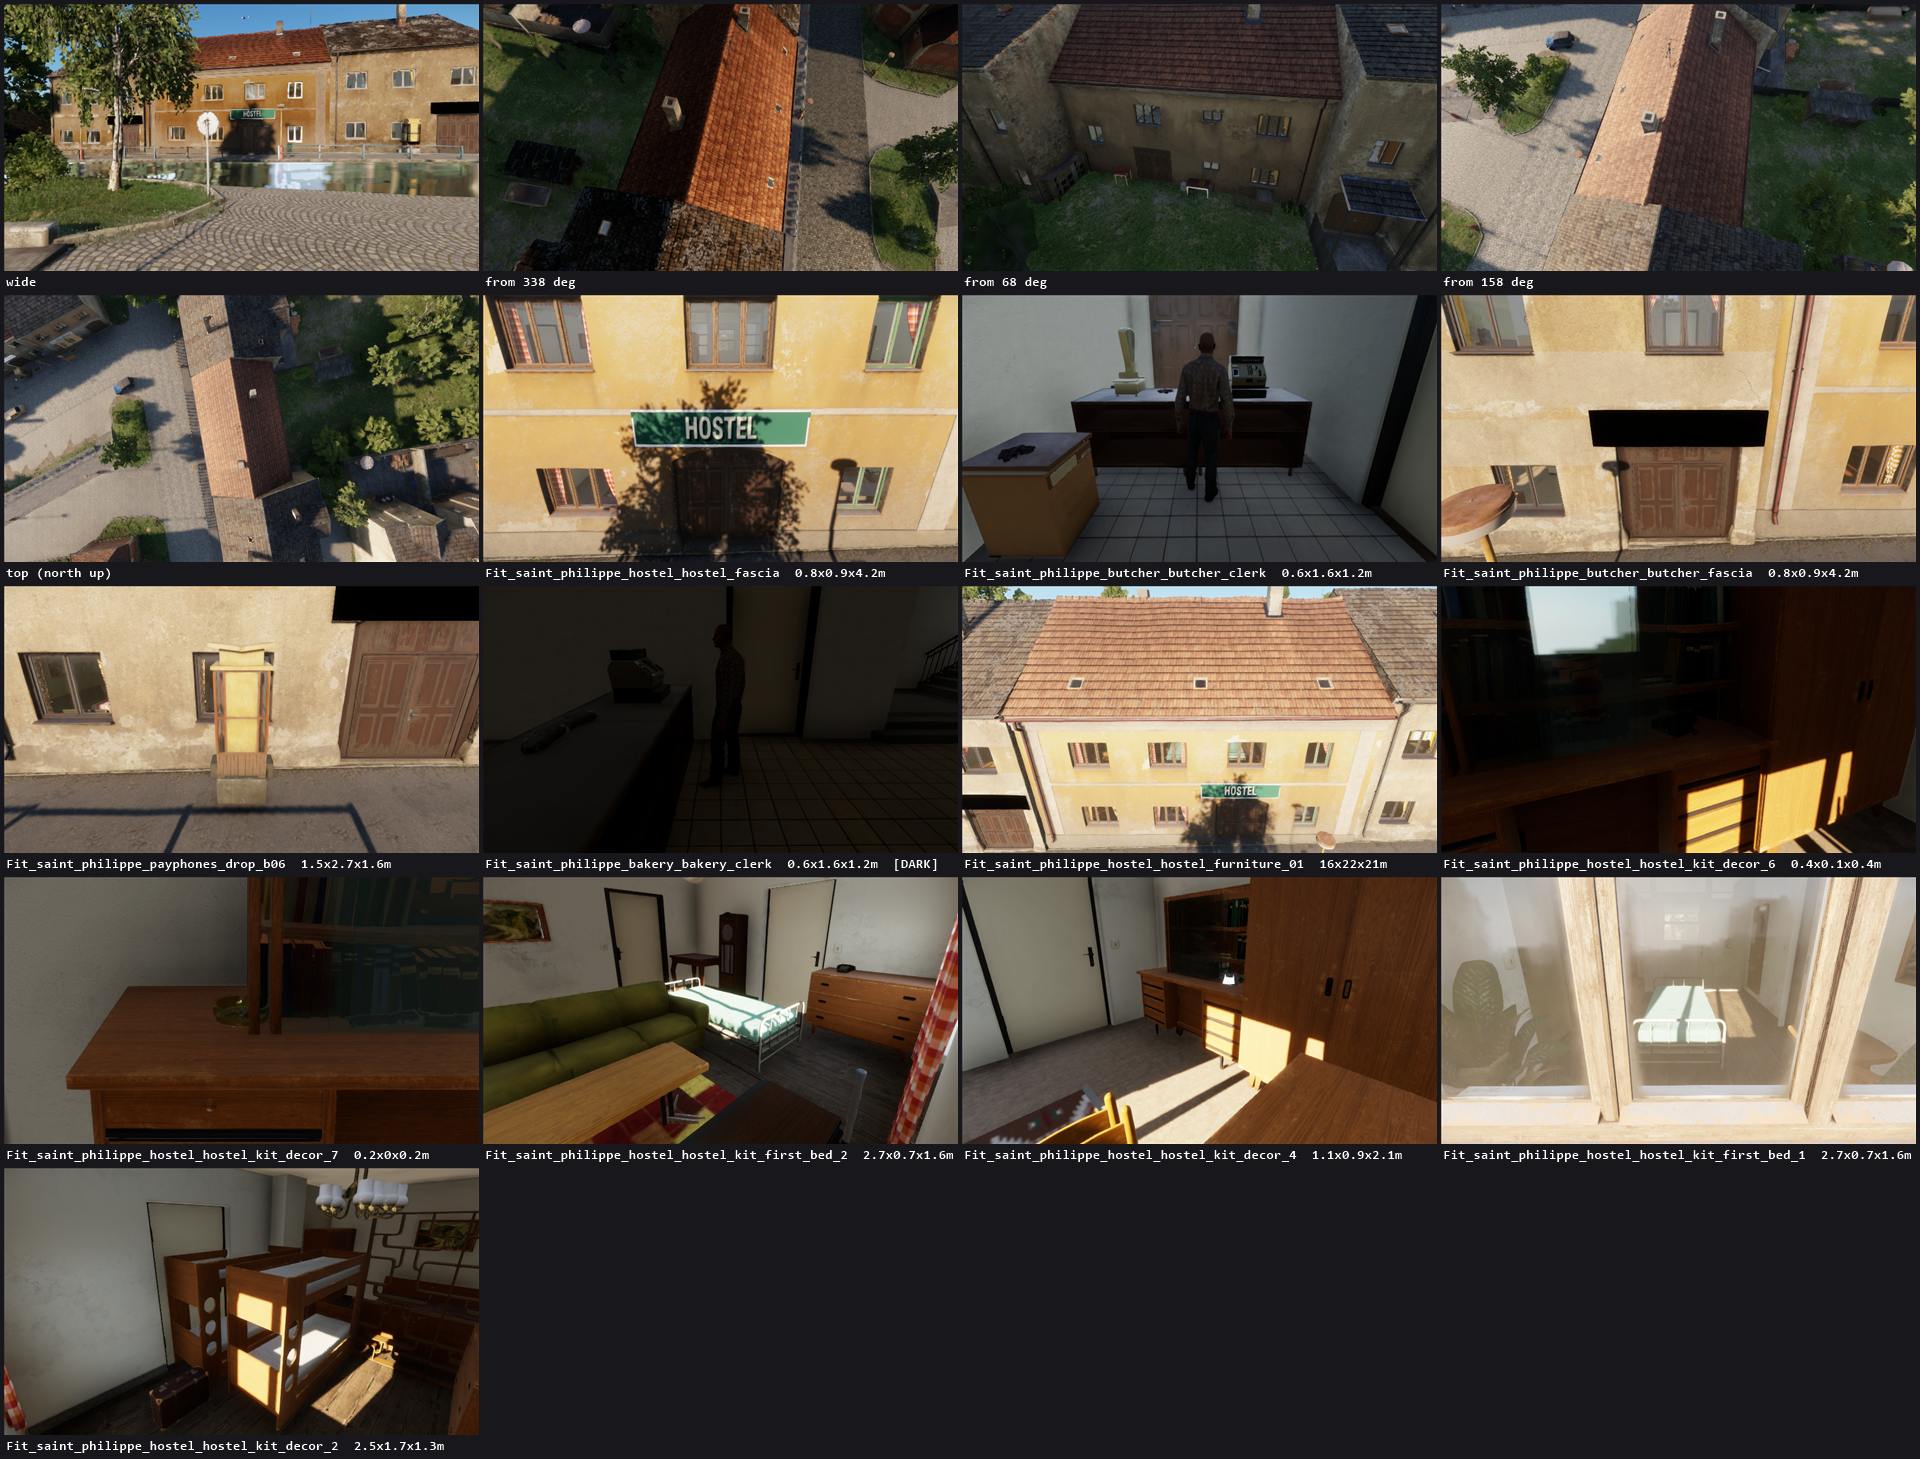 HOSTEL
wide
from 338 deg
from 68 deg
from 158 deg
HOSTEL
top (north up)
Fit_saint_philippe_hostel_hostel_fascia 0.8x0.9x4.2m
Fit_saint_philippe_butcher_butcher_clerk 0.6x1.6x1.2m
Fit_saint_philippe_butcher_butcher_fascia 0.8x0.9x4.2m
HOSTEL
Fit_saint_philippe_payphones_drop_b06 1.5x2.7x1.6m
Fit_saint_philippe_bakery_bakery_clerk 0.6x1.6x1.2m [DARK]
Fit_saint_philippe_hostel_hostel_furniture_01 16x22x21m
Fit_saint_philippe_hostel_hostel_kit_decor_6 0.4x0.1x0.4m
Fit_saint_philippe_hostel_hostel_kit_decor_7 0.2x0x0.2m
Fit_saint_philippe_hostel_hostel_kit_first_bed_2 2.7x0.7x1.6m
Fit_saint_philippe_hostel_hostel_kit_decor_4 1.1x0.9x2.1m
Fit_saint_philippe_hostel_hostel_kit_first_bed_1 2.7x0.7x1.6m
Fit_saint_philippe_hostel_hostel_kit_decor_2 2.5x1.7x1.3m